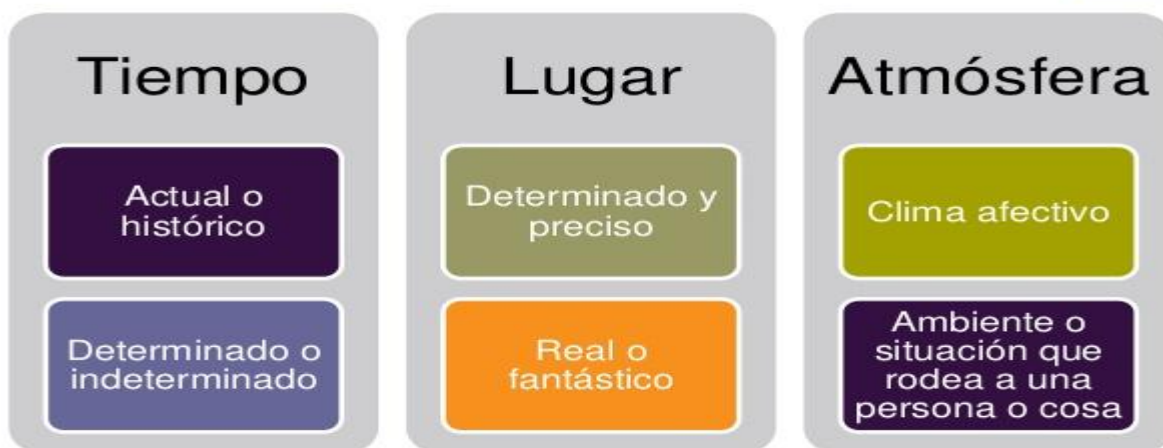 Tiempo
Actual o
histórico
Determinado o
indeterminado
Lugar
Determinado y
preciso
Real o
fantástico
Atmósfera
Clima afectivo
Ambiente o
situación que
rodea a una
persona o cosa